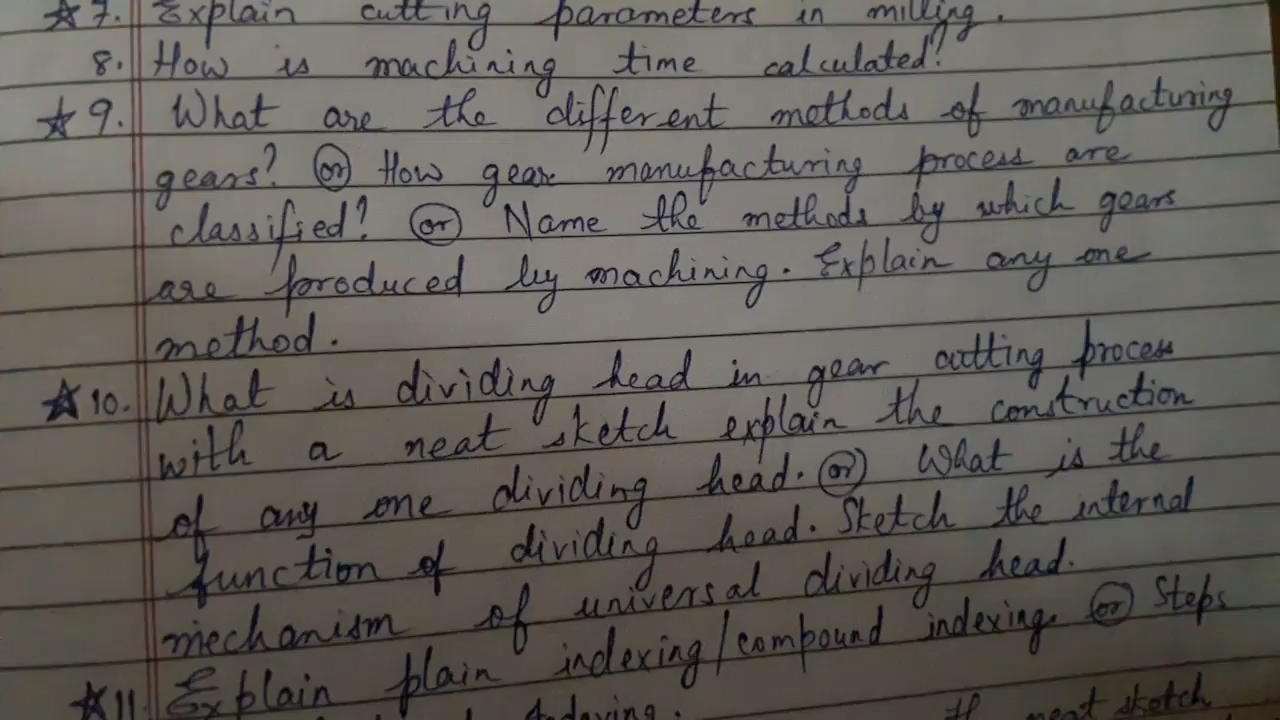 ☆7. Explain cutting parameters in milling.
8. How is machining time calculated?
☆9. What are the different methods of manufacturing
gears? (or) How gear manufacturing process are
classified? (or) Name the methods by which gears
are produced by machining. Explain any one
method.
☆10. What is dividing head in gear cutting process
with a neat sketch explain the construction
of any one dividing head. (or) What is the
function of dividing head. Sketch the internal
mechanism of universal dividing head.
☆11. Explain plain indexing/compound indexing. (or) Steps
indexing. neat sketch